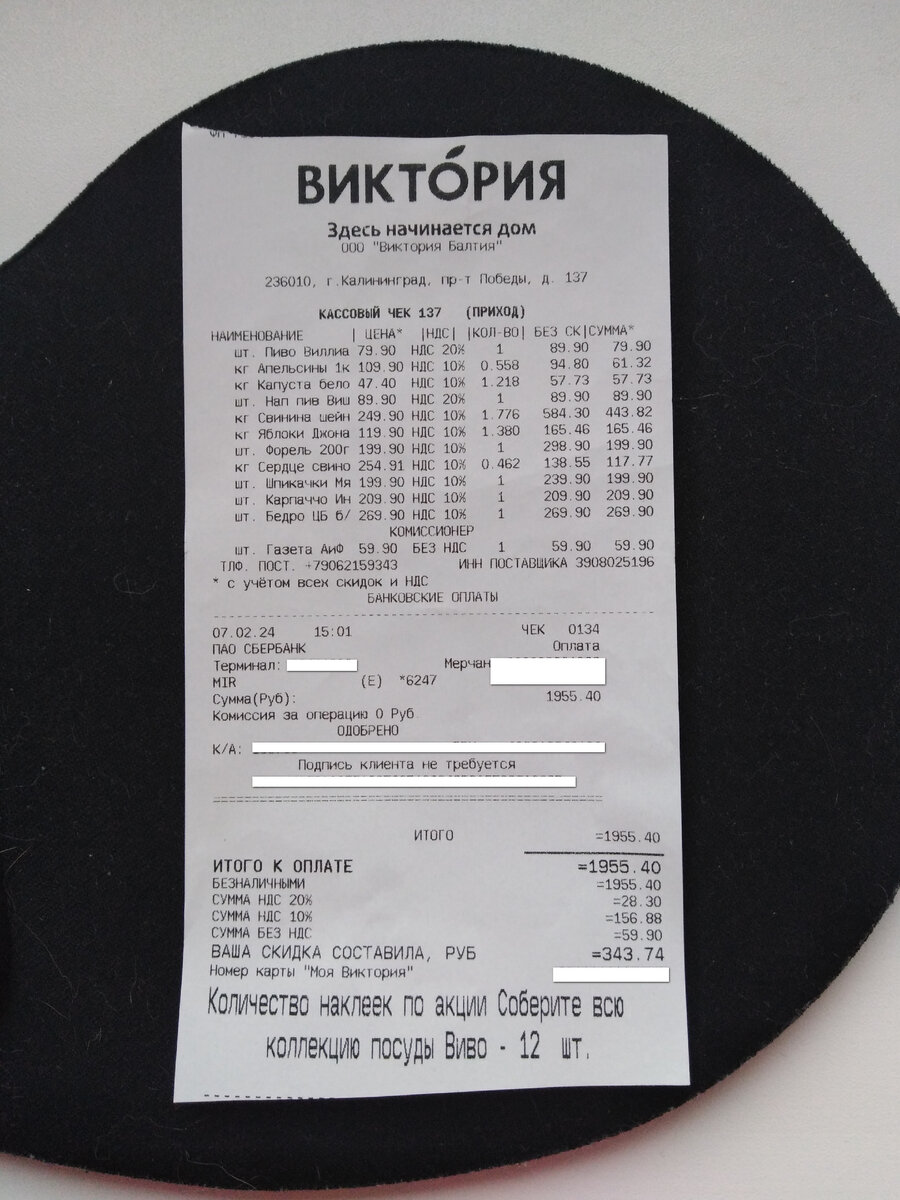 ВИКТОРИЯ
Здесь начинается дом
ООО "Виктория Балтия"
236010, г.Калининград, пр-т Победы, д. 137
КАССОВЫЙ ЧЕК 137 (ПРИХОД)
НАИМЕНОВАНИЕ | ЦЕНА* |НДС| |КОЛ-ВО| БЕЗ СК|СУММА*
шт. Пиво Виллиа 79.90 НДС 20% 1 89.90 79.90
кг Апельсины 1к 109.90 НДС 10% 0.558 94.80 61.32
кг Капуста бело 47.40 НДС 10% 1.218 57.73 57.73
шт. Нап пив Виш 89.90 НДС 20% 1 89.90 89.90
кг Свинина шейн 249.90 НДС 10% 1.776 584.30 443.82
кг Яблоки Джона 119.90 НДС 10% 1.380 165.46 165.46
шт. Форель 200г 199.90 НДС 10% 1 298.90 199.90
кг Сердце свино 254.91 НДС 10% 0.462 138.55 117.77
шт. Шпикачки Мя 199.90 НДС 10% 1 239.90 199.90
шт. Карпаччо Ин 209.90 НДС 10% 1 209.90 209.90
шт. Бедро ЦБ б/ 269.90 НДС 10% 1 269.90 269.90
КОМИССИОНЕР
шт. Газета АиФ 59.90 БЕЗ НДС 1 59.90 59.90
ТЛФ. ПОСТ. +79062159343 ИНН ПОСТАВЩИКА 3908025196
* с учётом всех скидок и НДС
БАНКОВСКИЕ ОПЛАТЫ
07.02.24 15:01 ЧЕК 0134
ПАО СБЕРБАНК Оплата
Терминал: Мерчан
MIR (E) *6247
Сумма(Руб): 1955.40
Комиссия за операцию 0 Руб.
ОДОБРЕНО
К/А:
Подпись клиента не требуется
ИТОГО =1955.40
ИТОГО К ОПЛАТЕ =1955.40
БЕЗНАЛИЧНЫМИ =1955.40
СУММА НДС 20% =28.30
СУММА НДС 10% =156.88
СУММА БЕЗ НДС =59.90
ВАША СКИДКА СОСТАВИЛА, РУБ =343.74
Номер карты "Моя Виктория"
Количество наклеек по акции Соберите всю
коллекцию посуды Виво - 12 шт.